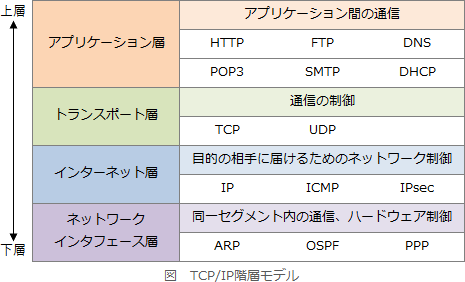 上層
アプリケーション層
アプリケーション間の通信
HTTP FTP DNS
POP3 SMTP DHCP
トランスポート層
通信の制御
TCP UDP
インターネット層
目的の相手に届けるためのネットワーク制御
IP ICMP IPsec
ネットワーク
インタフェース層
同一セグメント内の通信、ハードウェア制御
ARP OSPF PPP
下層
図 TCP/IP階層モデル